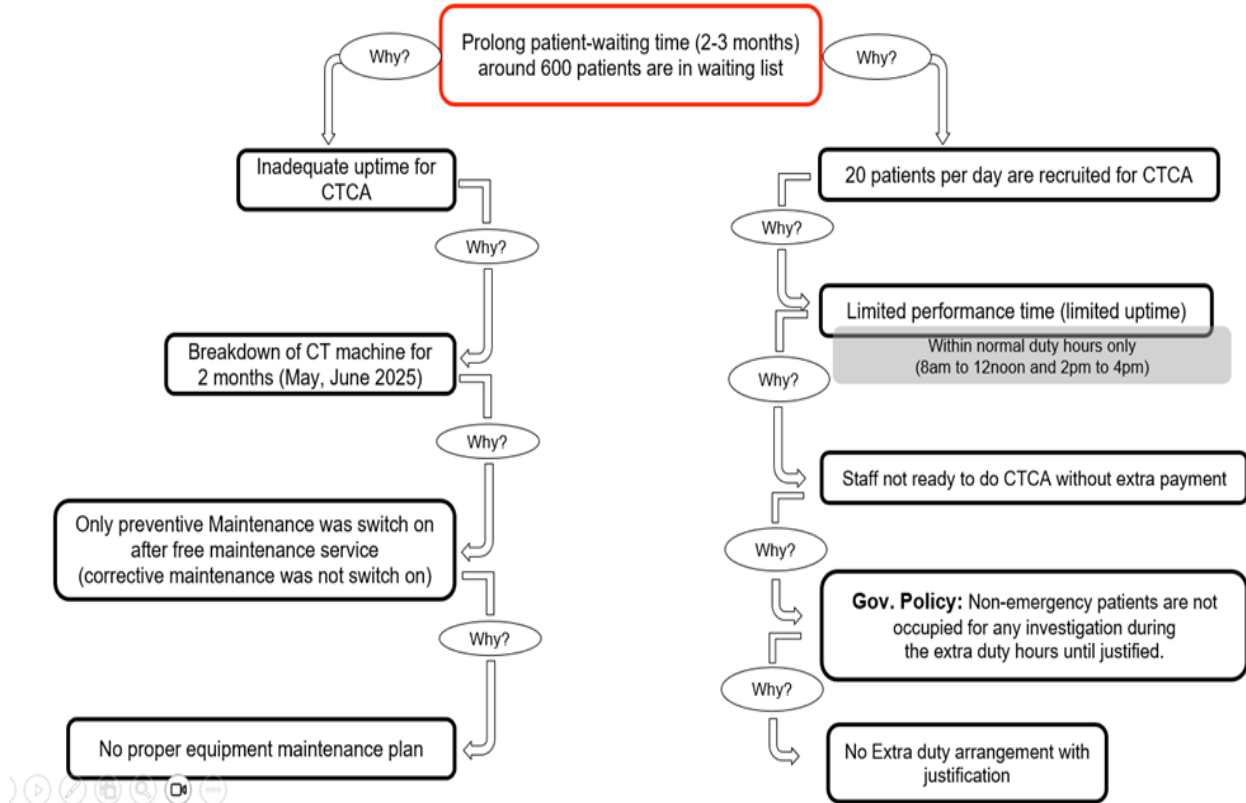 Prolong patient-waiting time (2-3 months)
around 600 patients are in waiting list
Why?
Why?
Inadequate uptime for
CTCA
Why?
Breakdown of CT machine for
2 months (May, June 2025)
Why?
Only preventive Maintenance was switch on
after free maintenance service
(corrective maintenance was not switch on)
Why?
No proper equipment maintenance plan
20 patients per day are recruited for CTCA
Why?
Limited performance time (limited uptime)
Within normal duty hours only
(8am to 12noon and 2pm to 4pm)
Why?
Staff not ready to do CTCA without extra payment
Why?
Gov. Policy: Non-emergency patients are not
occupied for any investigation during
the extra duty hours until justified.
Why?
No Extra duty arrangement with
justification